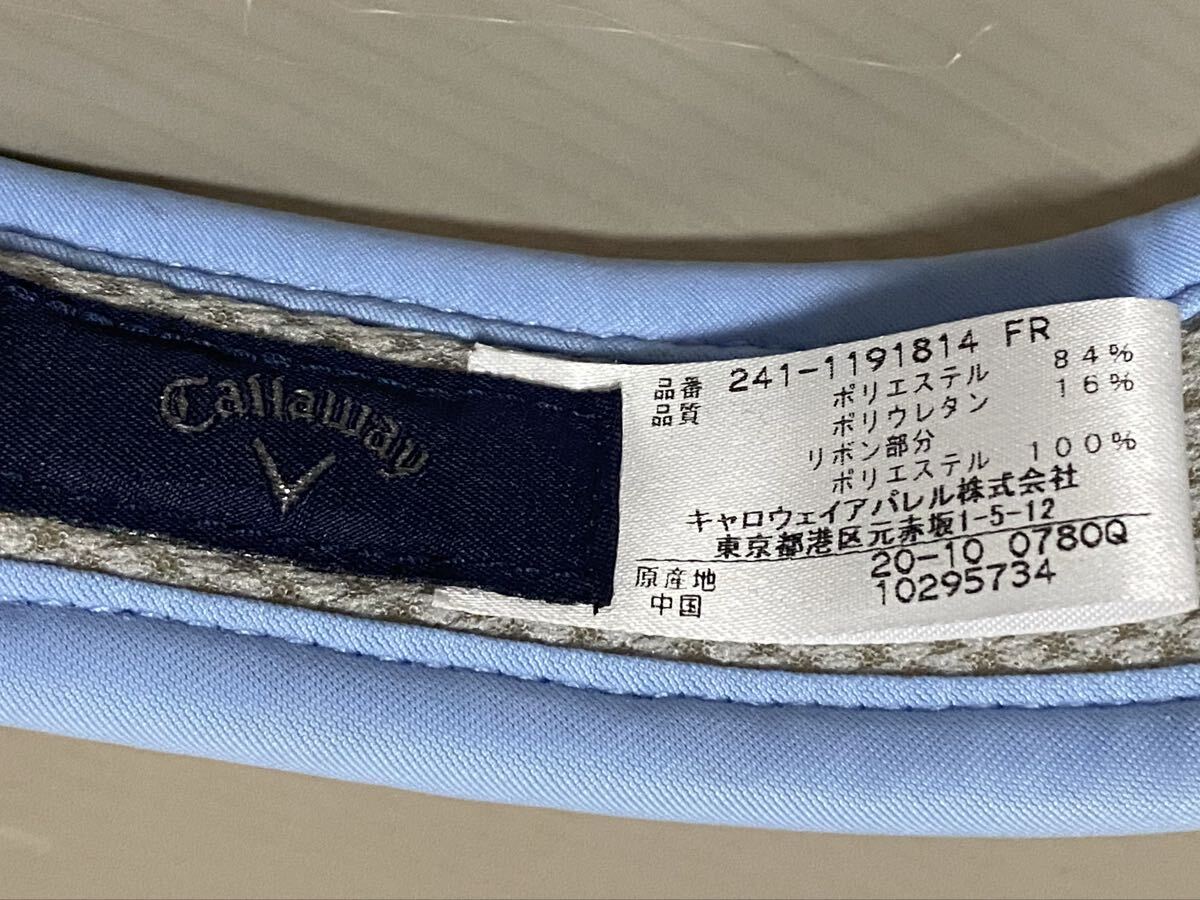 Callaway
品番 241-1191814 FR
品質 ポリエステル 84%
ポリウレタン 16%
リボン部分
ポリエステル 100%
キャロウェイアパレル株式会社
東京都港区元赤坂1-5-12
20-10 0780Q
原産地 10295734
中国